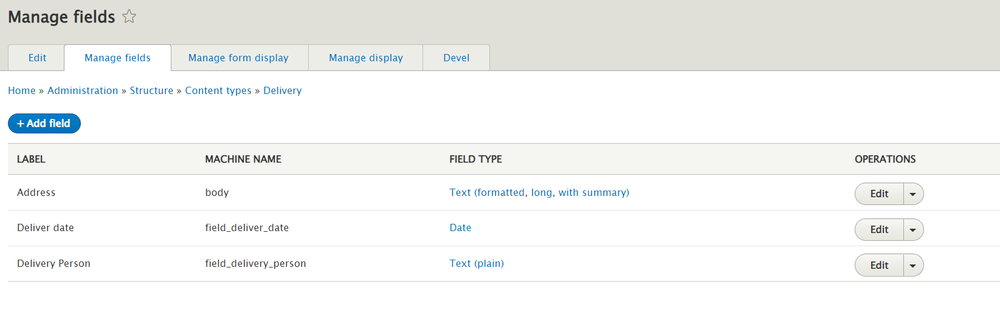 Manage fields
Edit Manage fields Manage form display Manage display Devel
Home » Administration » Structure » Content types » Delivery
+ Add field
LABEL MACHINE NAME FIELD TYPE OPERATIONS
Address body Text (formatted, long, with summary) Edit
Deliver date field_deliver_date Date Edit
Delivery Person field_delivery_person Text (plain) Edit